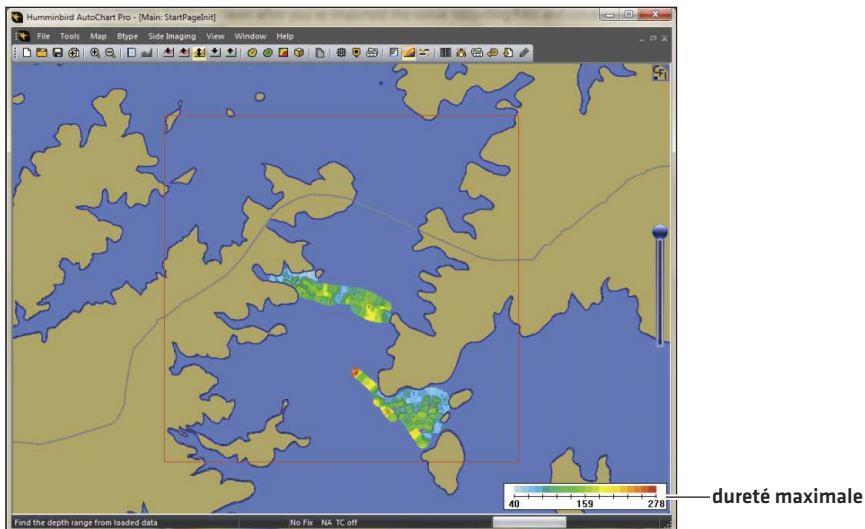 Humminbird AutoChart Pro - [Main: StartPageInit]
File Tools Map Btype Side Imaging View Window Help
CFI
40 159 278
dureté maximale
Find the depth range from loaded data No Fix NA TC off